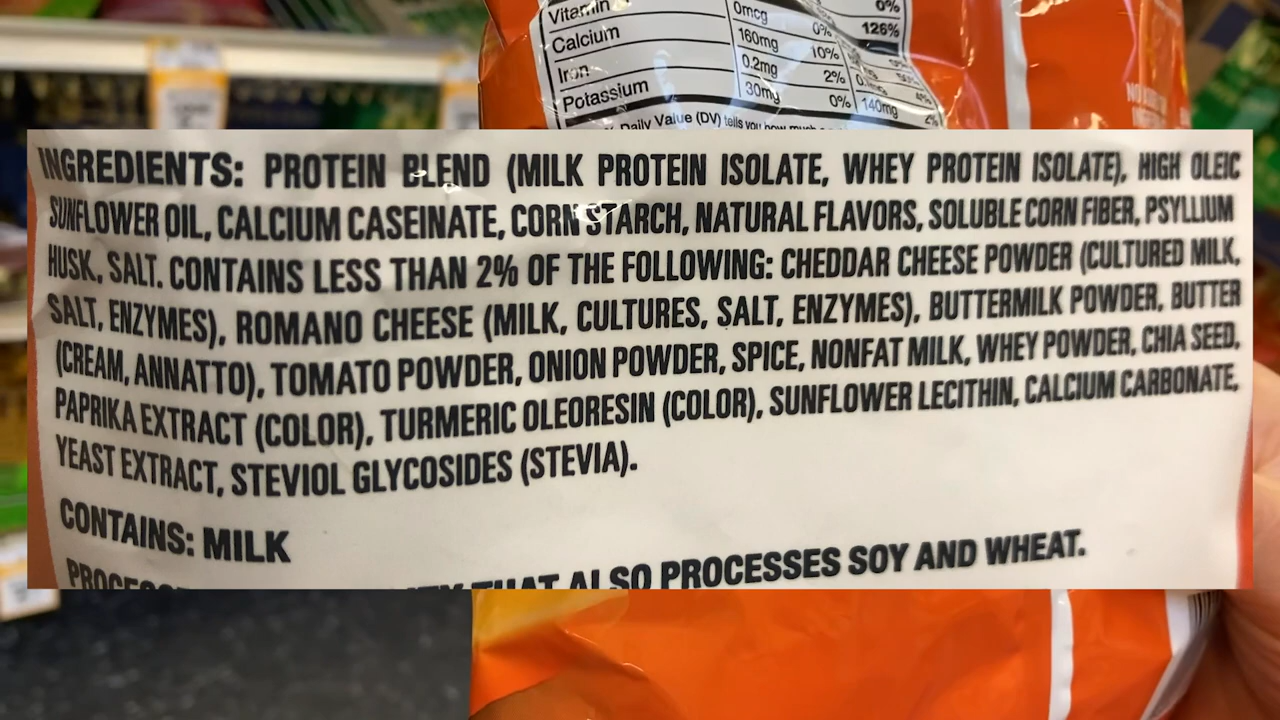 Vitamin
0mcg
0%
0%
126%
Calcium
160mg
10%
Iron
0.2mg
2%
Potassium
30mg
0%
140mg
Daily Value (DV) tells you how much
INGREDIENTS: PROTEIN BLEND (MILK PROTEIN ISOLATE, WHEY PROTEIN ISOLATE), HIGH OLEIC
SUNFLOWER OIL, CALCIUM CASEINATE, CORN STARCH, NATURAL FLAVORS, SOLUBLE CORN FIBER, PSYLLIUM
HUSK, SALT. CONTAINS LESS THAN 2% OF THE FOLLOWING: CHEDDAR CHEESE POWDER (CULTURED MILK,
SALT, ENZYMES), ROMANO CHEESE (MILK, CULTURES, SALT, ENZYMES), BUTTERMILK POWDER, BUTTER
(CREAM, ANNATTO), TOMATO POWDER, ONION POWDER, SPICE, NONFAT MILK, WHEY POWDER, CHIA SEED,
PAPRIKA EXTRACT (COLOR), TURMERIC OLEORESIN (COLOR), SUNFLOWER LECITHIN, CALCIUM CARBONATE,
YEAST EXTRACT, STEVIOL GLYCOSIDES (STEVIA).
CONTAINS: MILK
THAT ALSO PROCESSES SOY AND WHEAT.